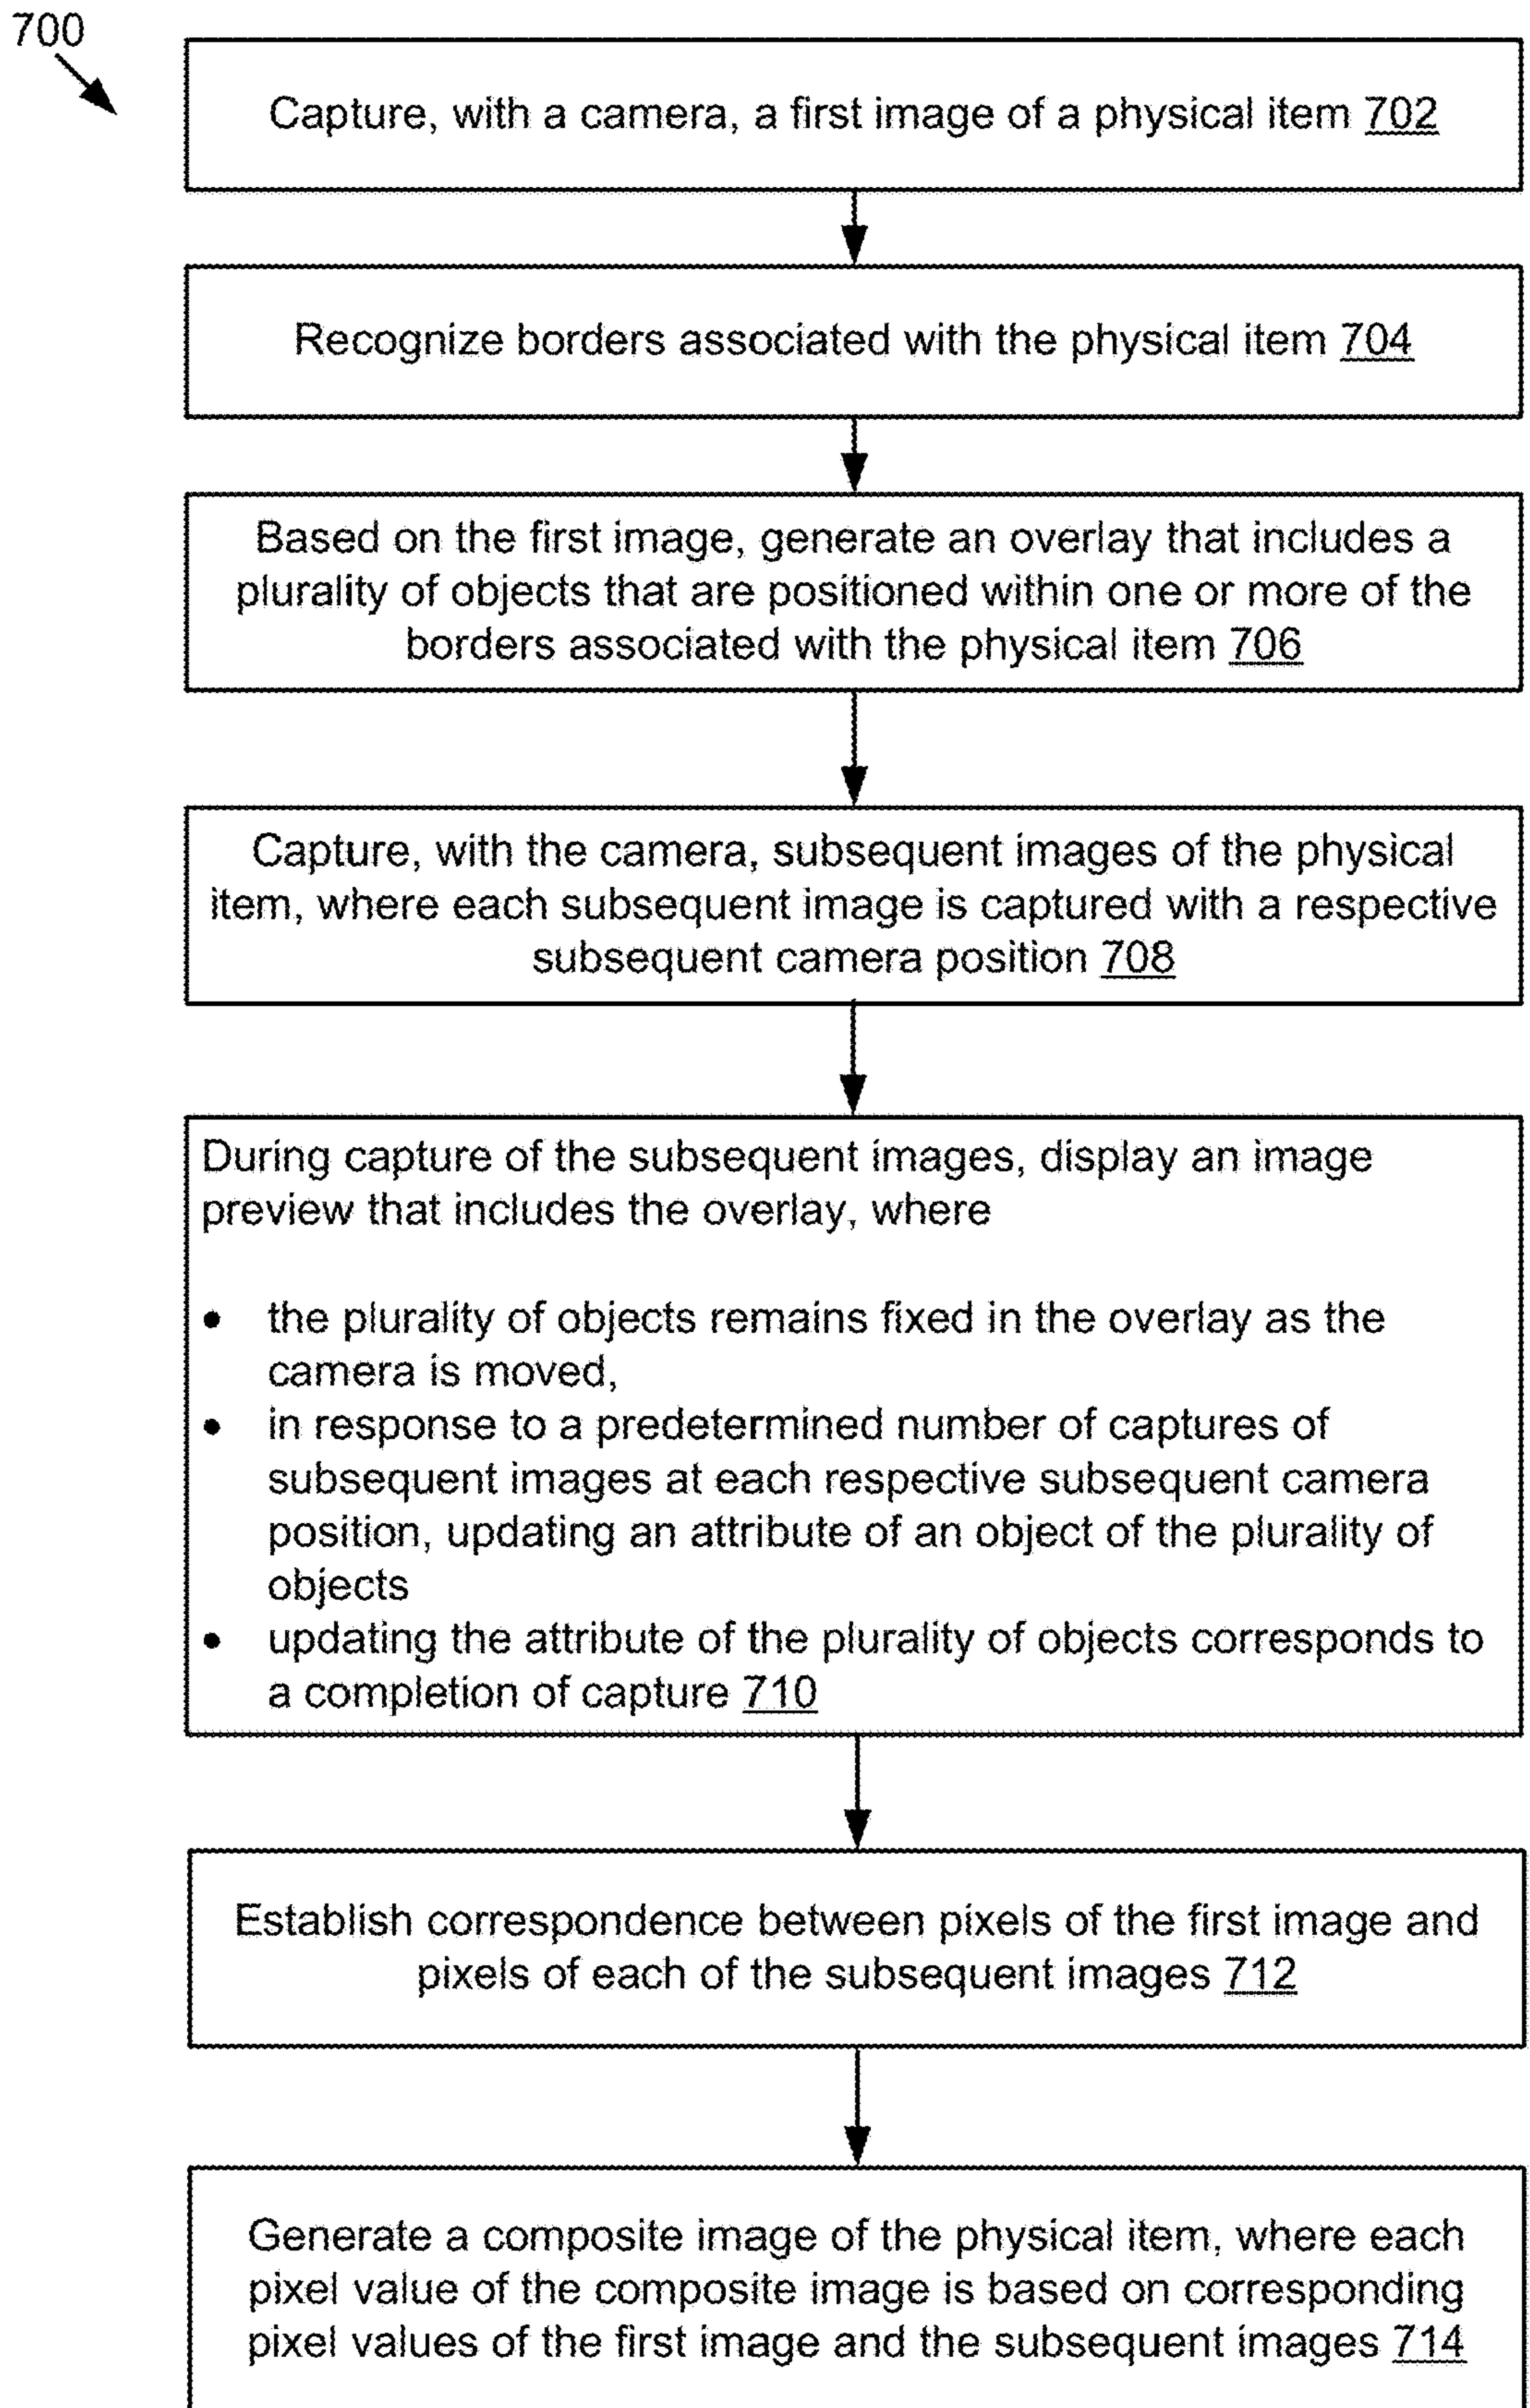 700
Capture, with a camera, a first image of a physical item 702
Recognize borders associated with the physical item 704
Based on the first image, generate an overlay that includes a
plurality of objects that are positioned within one or more of the
borders associated with the physical item 706
Capture, with the camera, subsequent images of the physical
item, where each subsequent image is captured with a respective
subsequent camera position 708
During capture of the subsequent images, display an image
preview that includes the overlay, where
• the plurality of objects remains fixed in the overlay as the
camera is moved,
• in response to a predetermined number of captures of
subsequent images at each respective subsequent camera
position, updating an attribute of an object of the plurality of
objects
• updating the attribute of the plurality of objects corresponds to
a completion of capture 710
Establish correspondence between pixels of the first image and
pixels of each of the subsequent images 712
Generate a composite image of the physical item, where each
pixel value of the composite image is based on corresponding
pixel values of the first image and the subsequent images 714